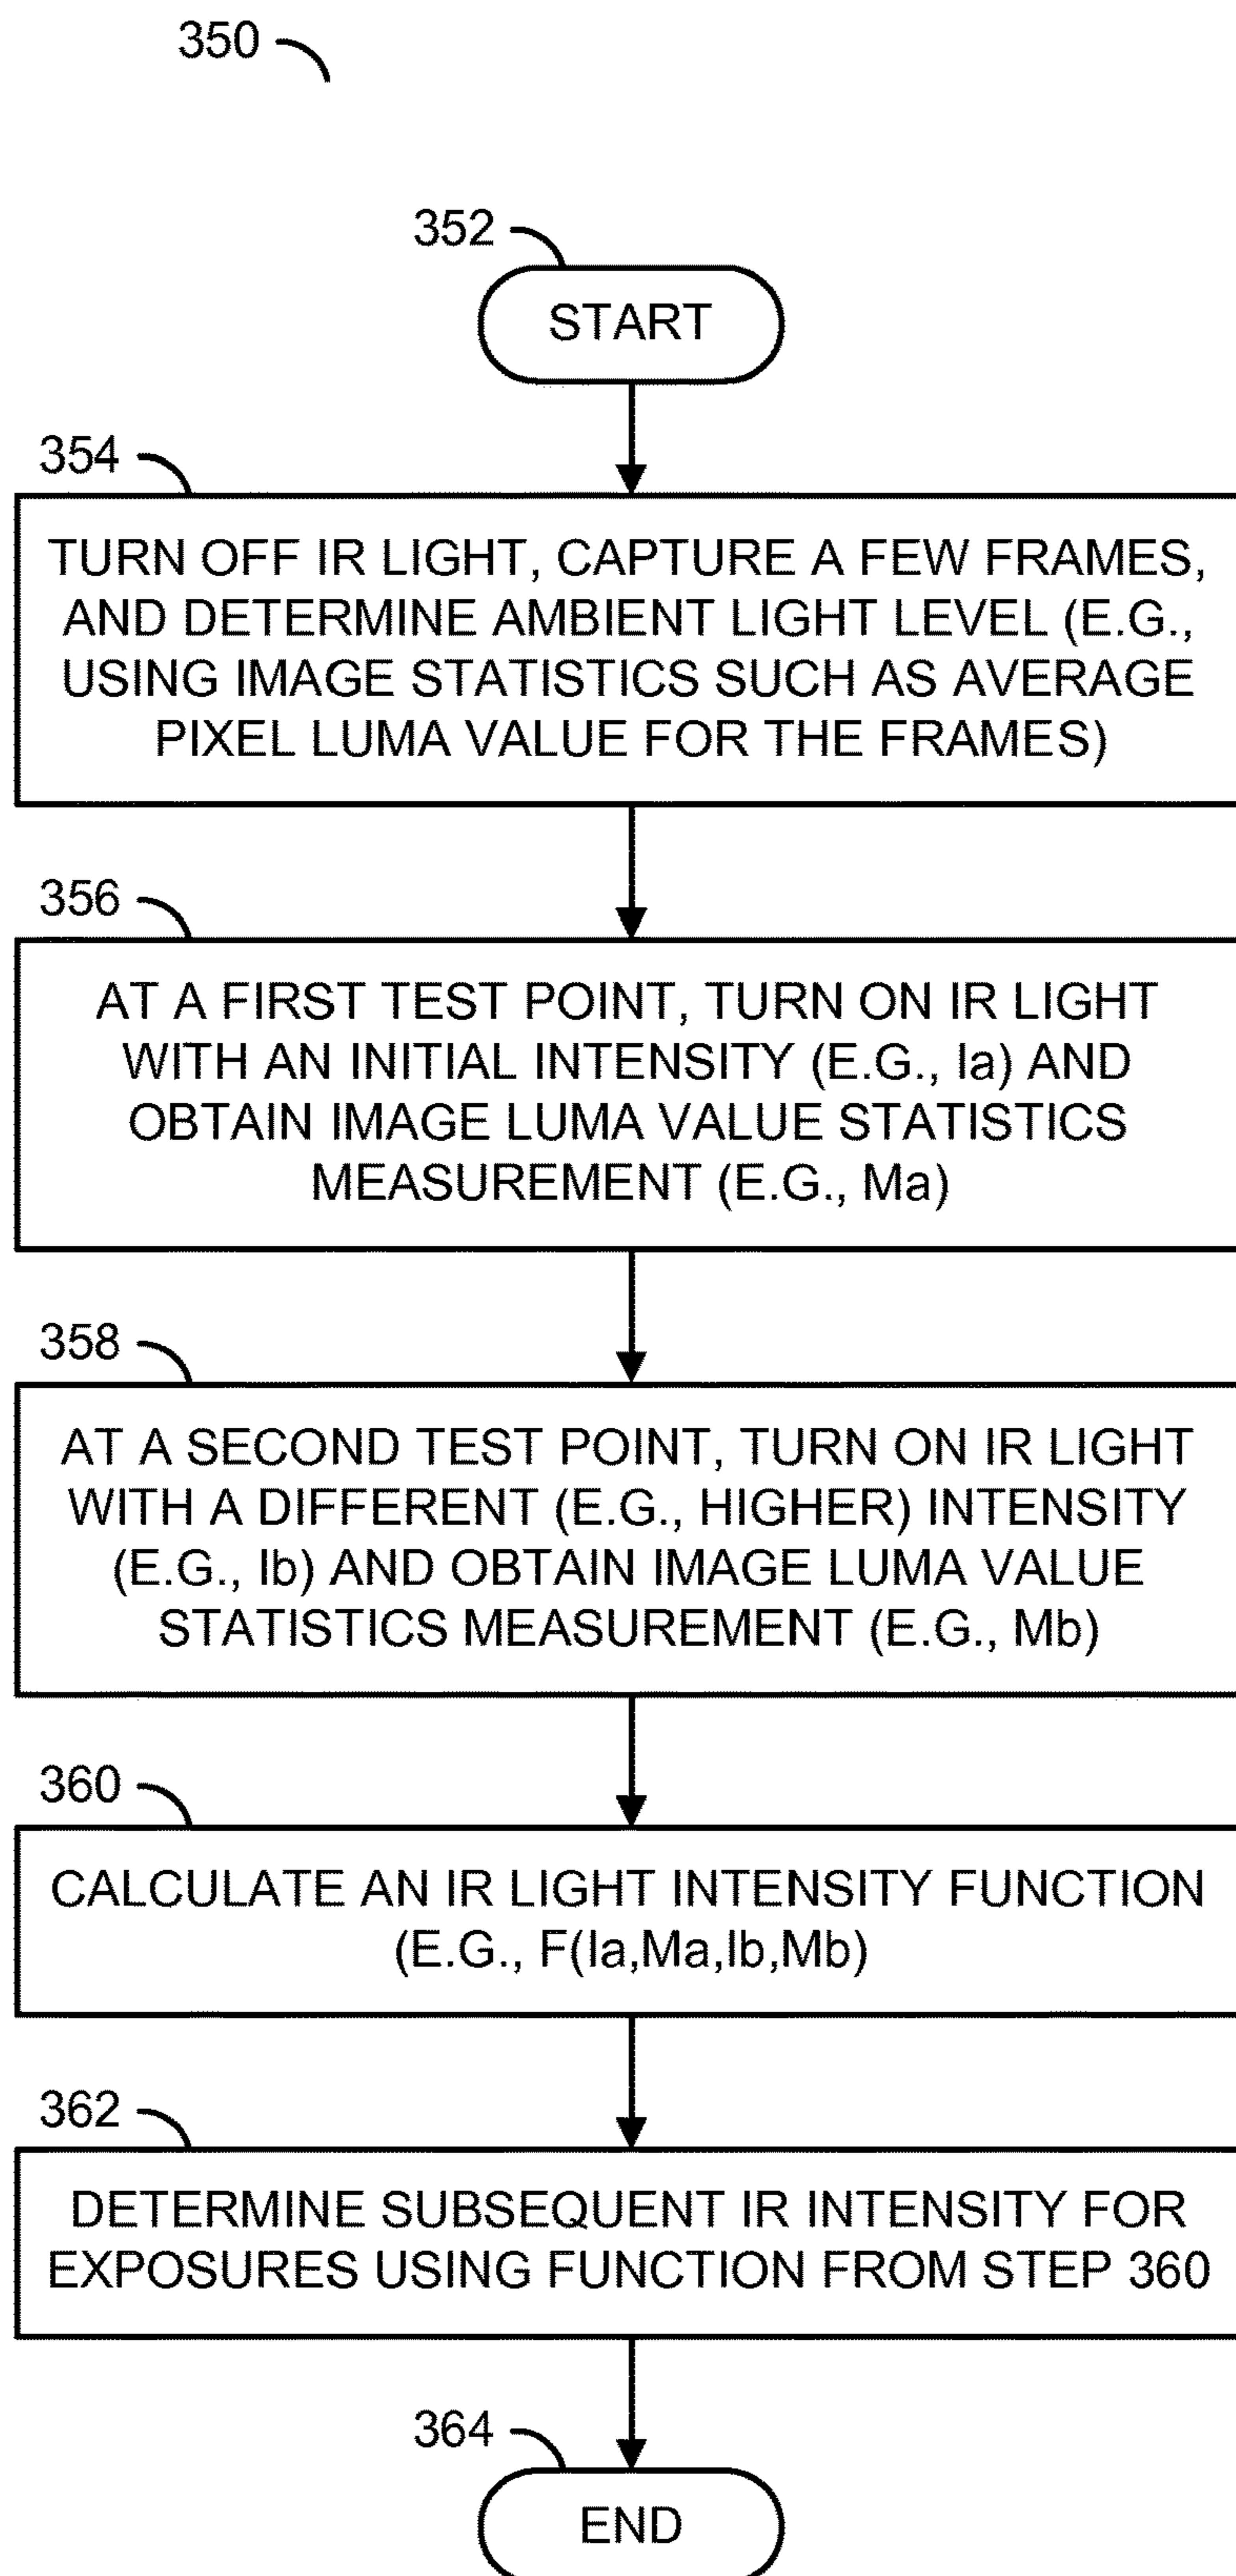 350
352
START
354
TURN OFF IR LIGHT, CAPTURE A FEW FRAMES,
AND DETERMINE AMBIENT LIGHT LEVEL (E.G.,
USING IMAGE STATISTICS SUCH AS AVERAGE
PIXEL LUMA VALUE FOR THE FRAMES)
356
AT A FIRST TEST POINT, TURN ON IR LIGHT
WITH AN INITIAL INTENSITY (E.G., Ia) AND
OBTAIN IMAGE LUMA VALUE STATISTICS
MEASUREMENT (E.G., Ma)
358
AT A SECOND TEST POINT, TURN ON IR LIGHT
WITH A DIFFERENT (E.G., HIGHER) INTENSITY
(E.G., Ib) AND OBTAIN IMAGE LUMA VALUE
STATISTICS MEASUREMENT (E.G., Mb)
360
CALCULATE AN IR LIGHT INTENSITY FUNCTION
(E.G., F(Ia,Ma,Ib,Mb)
362
DETERMINE SUBSEQUENT IR INTENSITY FOR
EXPOSURES USING FUNCTION FROM STEP 360
364
END